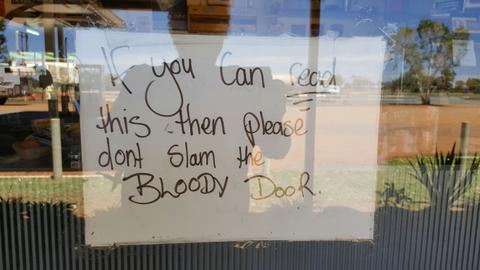 If you Can read
this then please
dont Slam the
BLOODY DooR.